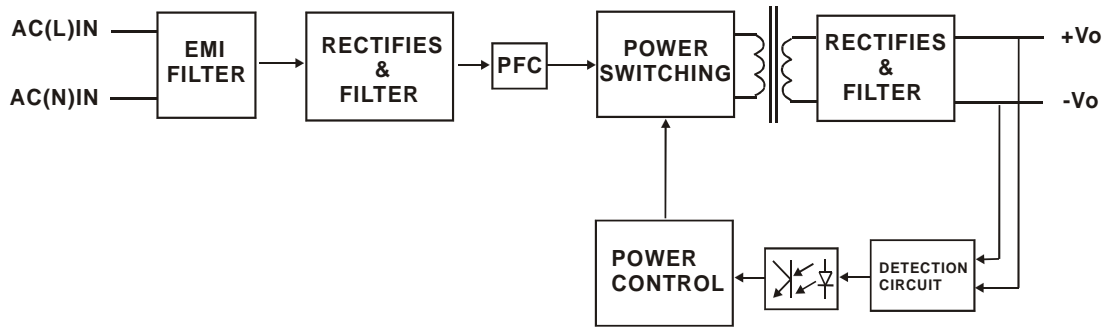 AC(L)IN
AC(N)IN
EMI
FILTER
RECTIFIES
&
FILTER
PFC
POWER
SWITCHING
RECTIFIES
&
FILTER
+Vo
-Vo
POWER
CONTROL
DETECTION
CIRCUIT